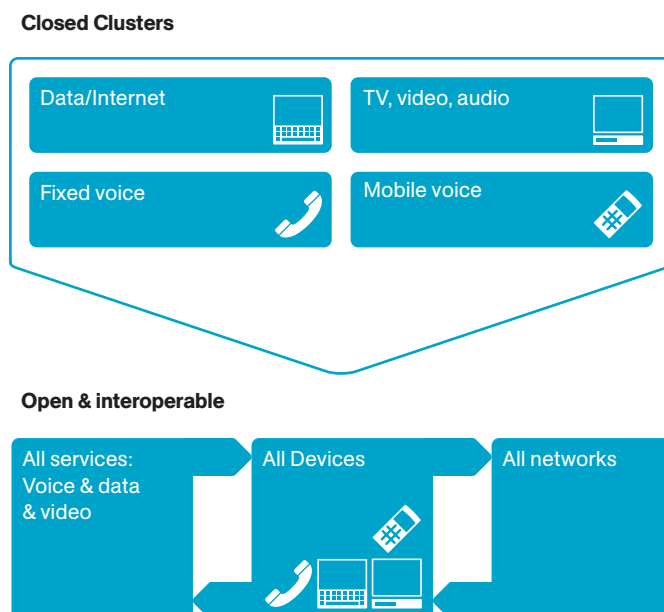 Closed Clusters
Data/Internet
TV, video, audio
Fixed voice
Mobile voice
Open & interoperable
All services:
Voice & data
& video
All Devices
All networks